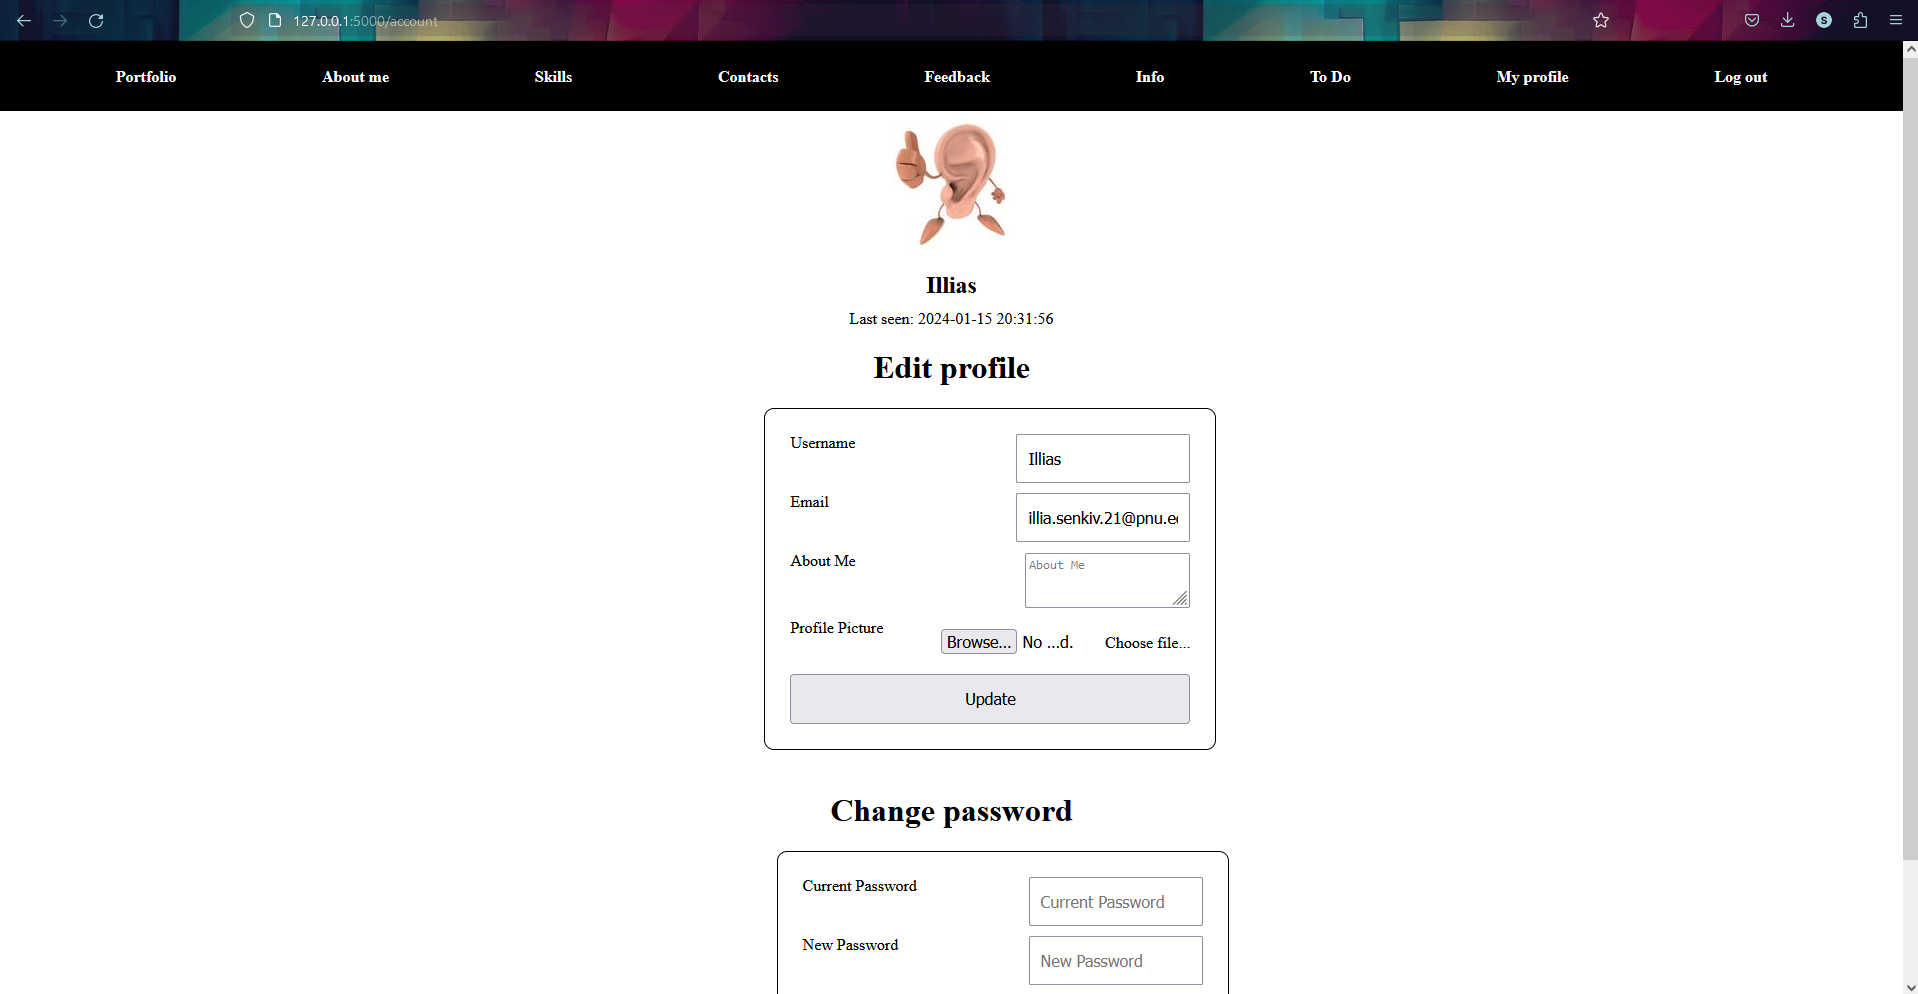 127.0.0.1:5000/account
S
Portfolio About me Skills Contacts Feedback Info To Do My profile Log out
Illias
Last seen: 2024-01-15 20:31:56
Edit profile
Username Illias
Email illia.senkiv.21@pnu.e
About Me About Me
Profile Picture Browse... No ...d. Choose file...
Update
Change password
Current Password Current Password
New Password New Password